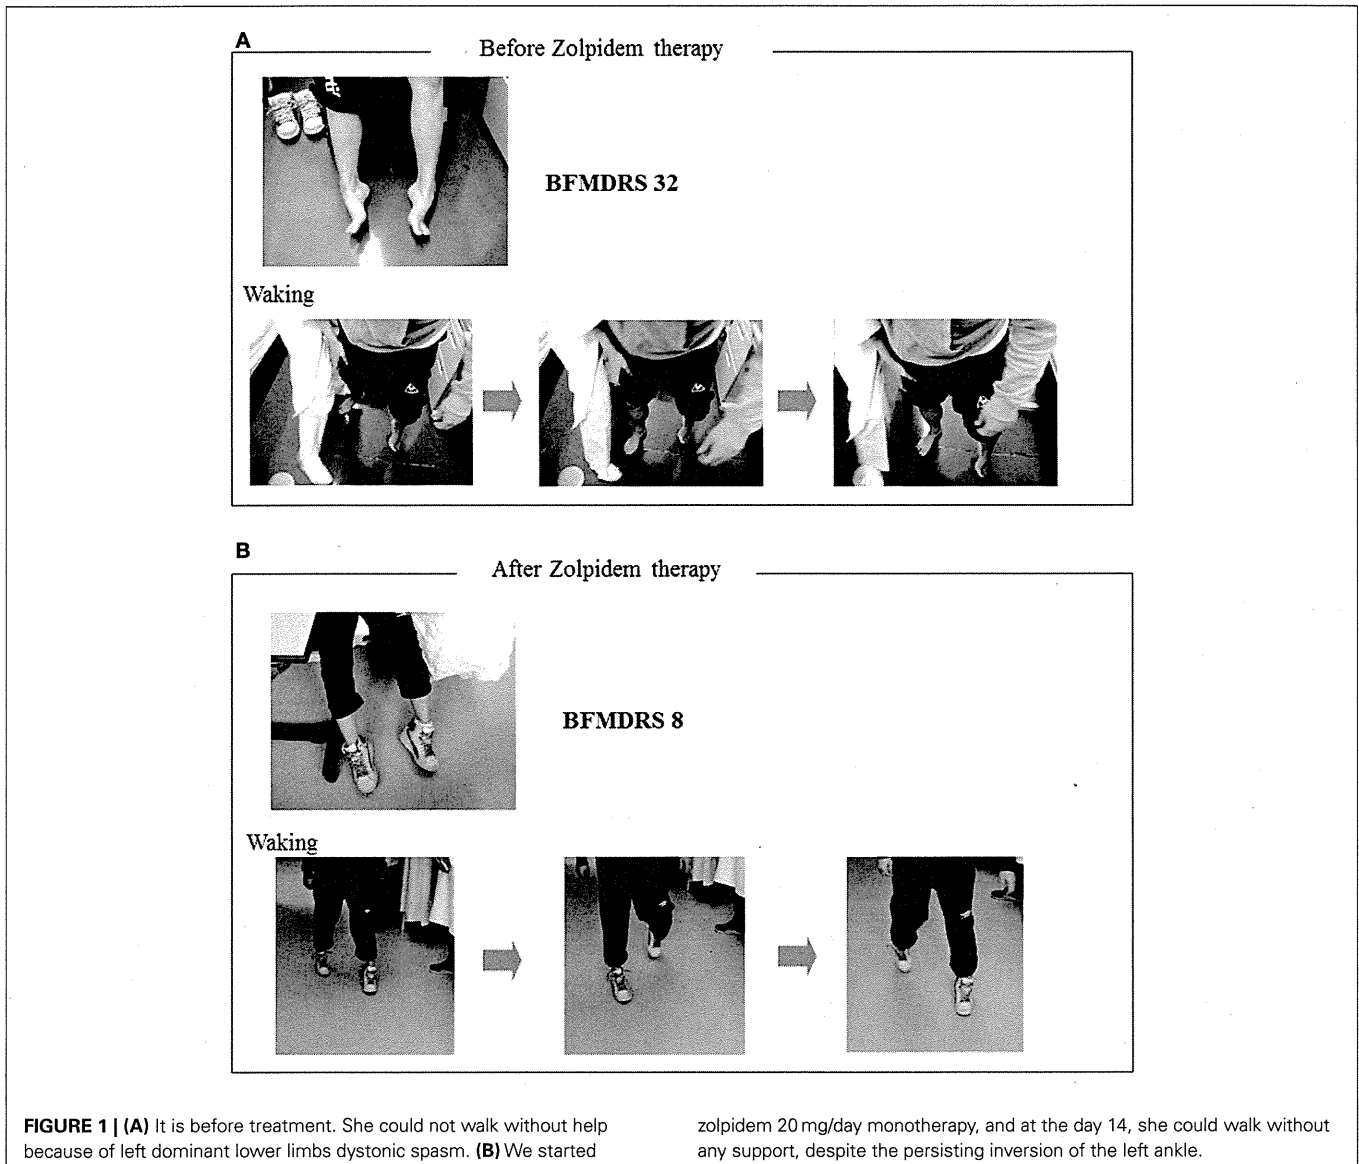 A
Before Zolpidem therapy
BFMDRS 32
Waking
B
After Zolpidem therapy
BFMDRS 8
Waking
FIGURE 1 | (A) It is before treatment. She could not walk without help
because of left dominant lower limbs dystonic spasm. (B) We started
zolpidem 20 mg/day monotherapy, and at the day 14, she could walk without
any support, despite the persisting inversion of the left ankle.